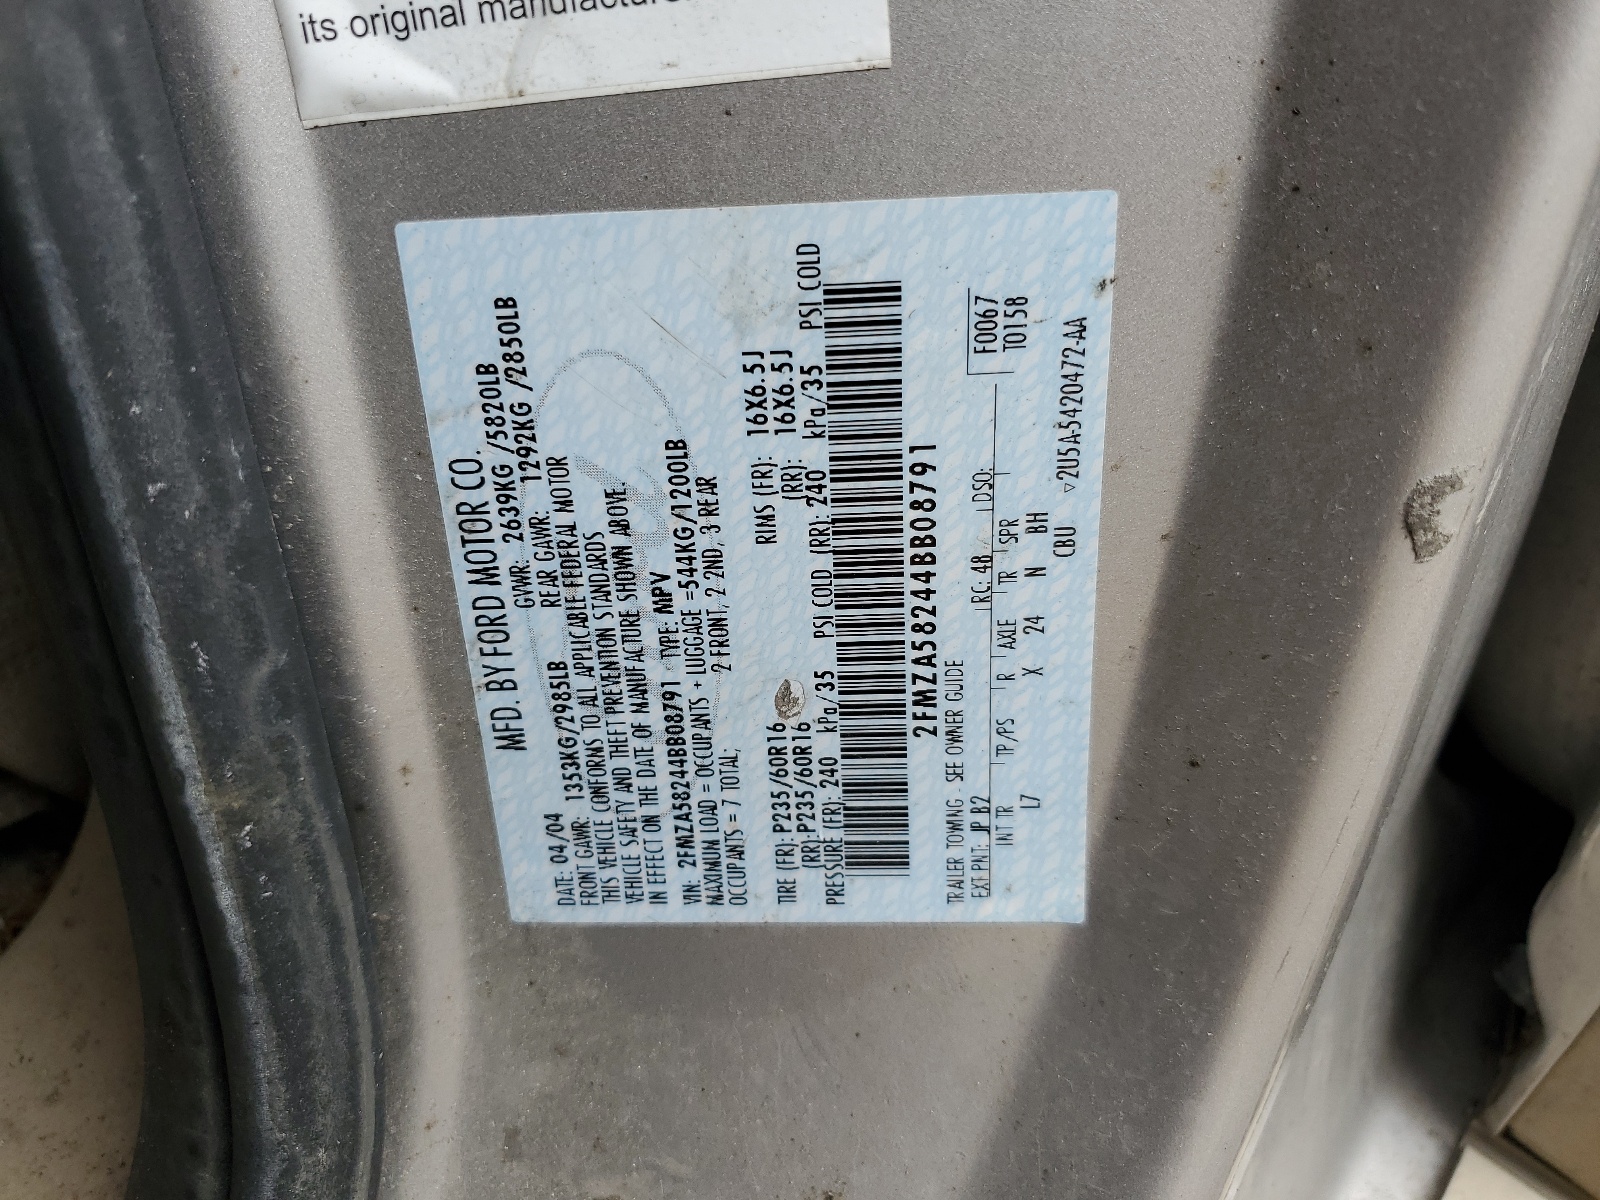 its original
MFD. BY FORD MOTOR CO.
DATE: 04/04 GVWR: 2639KG /5820LB
FRONT GAWR: 1353KG/2985LB REAR GAWR: 1292KG /2850LB
THIS VEHICLE CONFORMS TO ALL APPLICABLE FEDERAL MOTOR
VEHICLE SAFETY AND THEFT PREVENTION STANDARDS
IN EFFECT ON THE DATE OF MANUFACTURE SHOWN ABOVE.
VIN: 2FMZA58244BB08791 TYPE: MPV
MAXIMUM LOAD = OCCUPANTS + LUGGAGE =544KG/1200LB
OCCUPANTS = 7 TOTAL, 2 FRONT, 2 2ND, 3 REAR
TIRE (FR): P235/60R16 RIMS (FR): 16X6.5J
(RR): P235/60R16 (RR): 16X6.5J
PRESSURE (FR): 240 kPa/35 PSI COLD (RR): 240 kPa/35 PSI COLD
2FMZA58244BB08791
TRAILER TOWING - SEE OWNER GUIDE
EXT PNT: JP B2 RC: 48 DSO: F0067
INT TR TP/PS R AXLE TR SPR T0158
L7 X 24 N BH
CBU ▽2U5A-5420472-AA